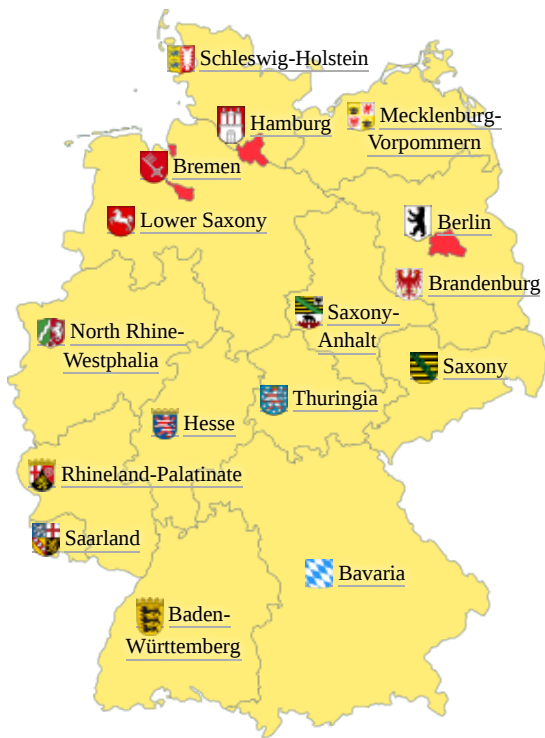 Schleswig-Holstein
Hamburg
Mecklenburg-
Vorpommern
Bremen
Lower Saxony
Berlin
Brandenburg
Saxony-
Anhalt
North Rhine-
Westphalia
Saxony
Thuringia
Hesse
Rhineland-Palatinate
Saarland
Bavaria
Baden-
Württemberg